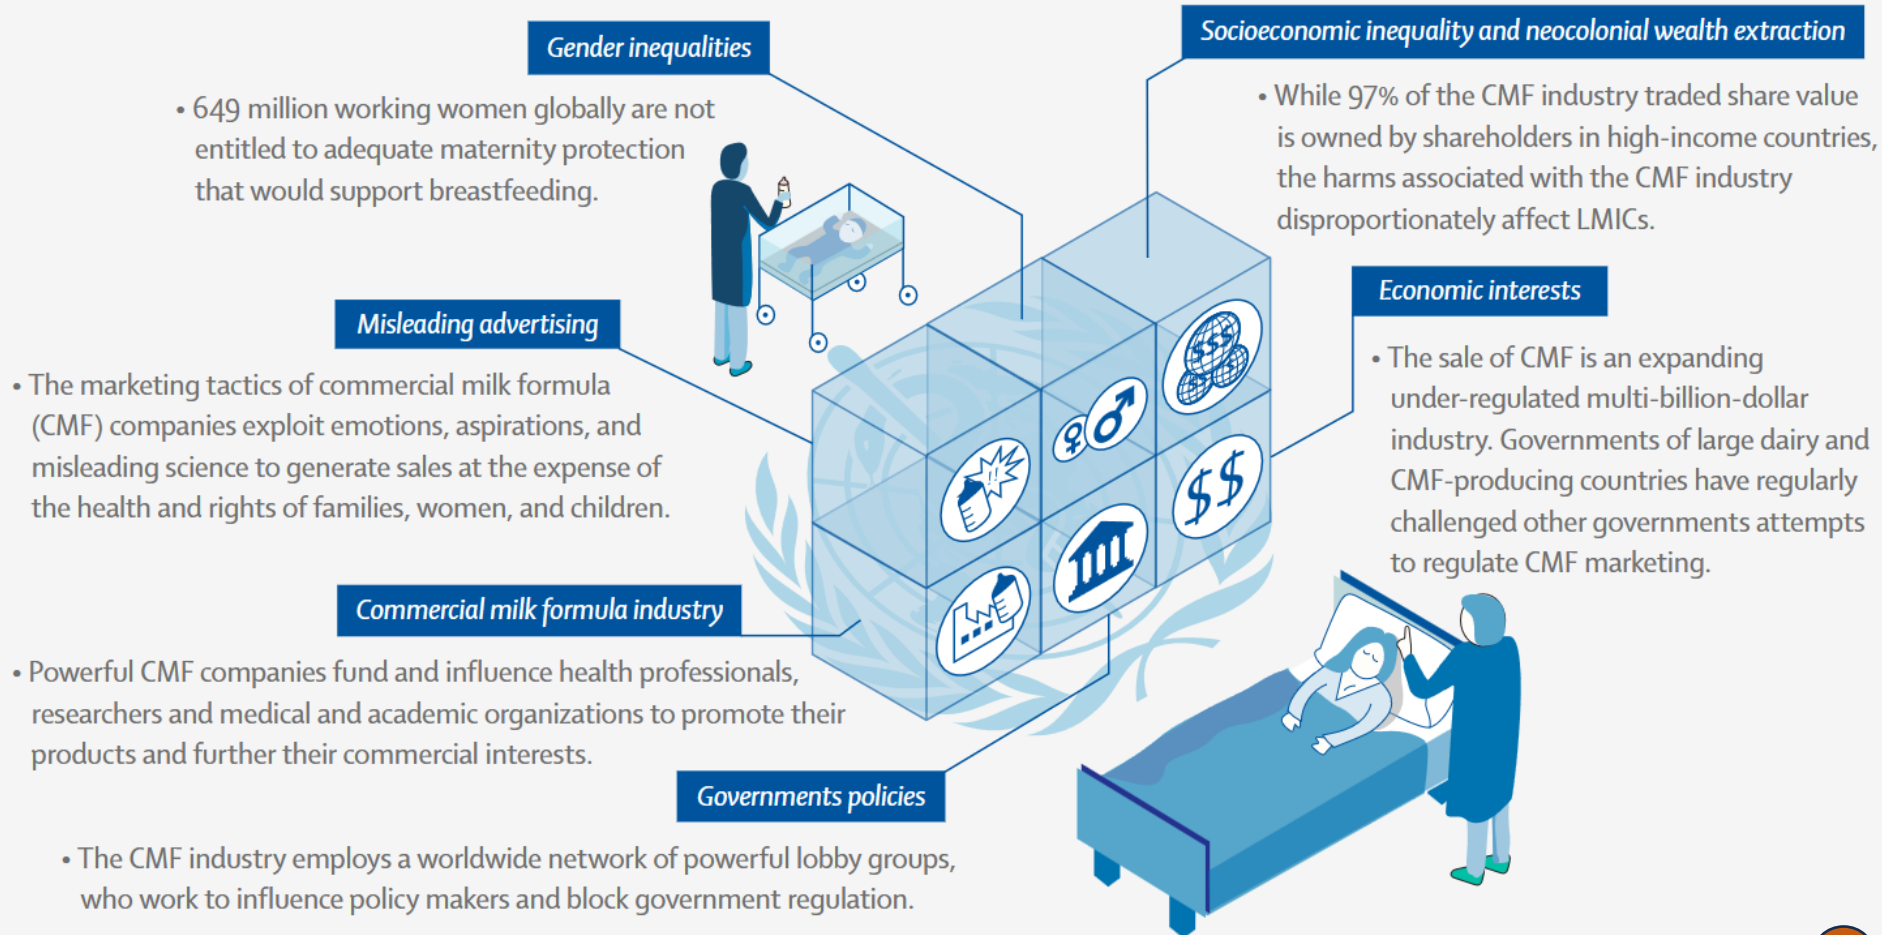 Gender inequalities
• 649 million working women globally are not
entitled to adequate maternity protection
that would support breastfeeding.
Socioeconomic inequality and neocolonial wealth extraction
• While 97% of the CMF industry traded share value
is owned by shareholders in high-income countries,
the harms associated with the CMF industry
disproportionately affect LMICs.
Misleading advertising
• The marketing tactics of commercial milk formula
(CMF) companies exploit emotions, aspirations, and
misleading science to generate sales at the expense of
the health and rights of families, women, and children.
Economic interests
• The sale of CMF is an expanding
under-regulated multi-billion-dollar
industry. Governments of large dairy and
CMF-producing countries have regularly
challenged other governments attempts
to regulate CMF marketing.
Commercial milk formula industry
• Powerful CMF companies fund and influence health professionals,
researchers and medical and academic organizations to promote their
products and further their commercial interests.
Governments policies
• The CMF industry employs a worldwide network of powerful lobby groups,
who work to influence policy makers and block government regulation.
$$$
$$
$$
$$
!!